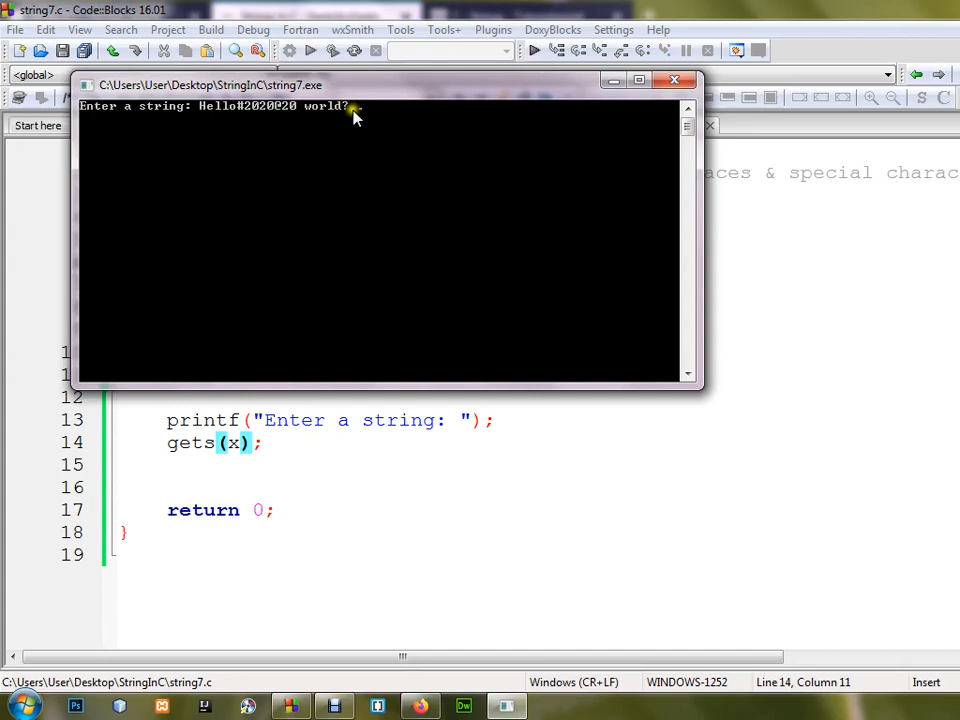 string7.c - Code::Blocks 16.01
File Edit View Search Project Build Debug Fortran wxSmith Tools Tools+ Plugins DoxyBlocks Settings Help
<global>
C:\Users\User\Desktop\StringInC\string7.exe
Enter a string: Hello#2020@20 world?
Start here
aces & special charac
12
13 printf("Enter a string: ");
14 gets(x);
15
16
17 return 0;
18 }
19
C:\Users\User\Desktop\StringInC\string7.c Windows (CR+LF) WINDOWS-1252 Line 14, Column 11 Insert